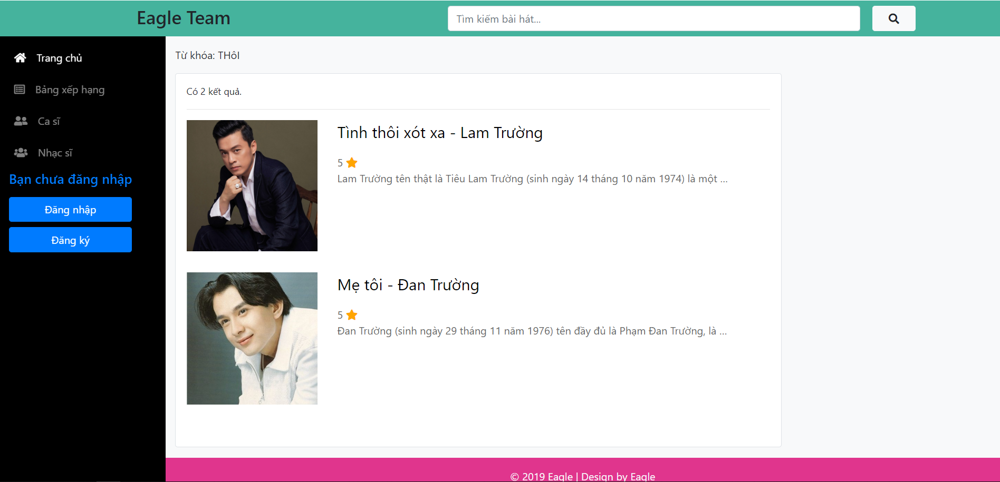 Eagle Team
Tìm kiếm bài hát...
Trang chủ
Bảng xếp hạng
Ca sĩ
Nhạc sĩ
Bạn chưa đăng nhập
Đăng nhập
Đăng ký
Từ khóa: THôI
Có 2 kết quả.
Tình thôi xót xa - Lam Trường
5
Lam Trường tên thật là Tiêu Lam Trường (sinh ngày 14 tháng 10 năm 1974) là một ...
Mẹ tôi - Đan Trường
5
Đan Trường (sinh ngày 29 tháng 11 năm 1976) tên đầy đủ là Phạm Đan Trường, là ...
© 2019 Eagle | Design by Eagle